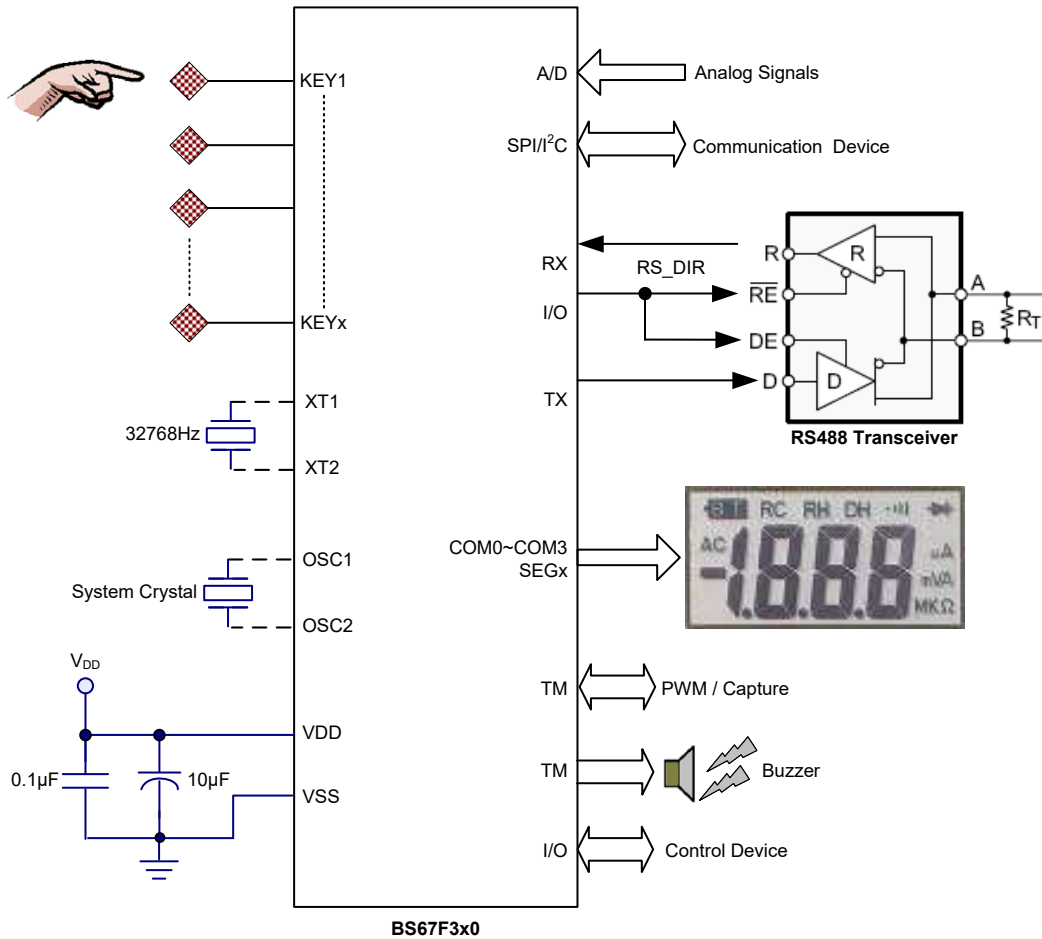 KEY1
KEYx
XT1
32768Hz
XT2
OSC1
System Crystal
OSC2
VDD
VDD
0.1µF
10µF
VSS
A/D
Analog Signals
SPI/I²C
Communication Device
RX
RS_DIR
I/O
TX
R
R
RE
DE
D
D
A
B
RT
RS488 Transceiver
COM0~COM3
SEGx
BT RC RH DH
AC
-1.8.8.8
µA
mVA
MKΩ
TM
PWM / Capture
TM
Buzzer
I/O
Control Device
BS67F3x0